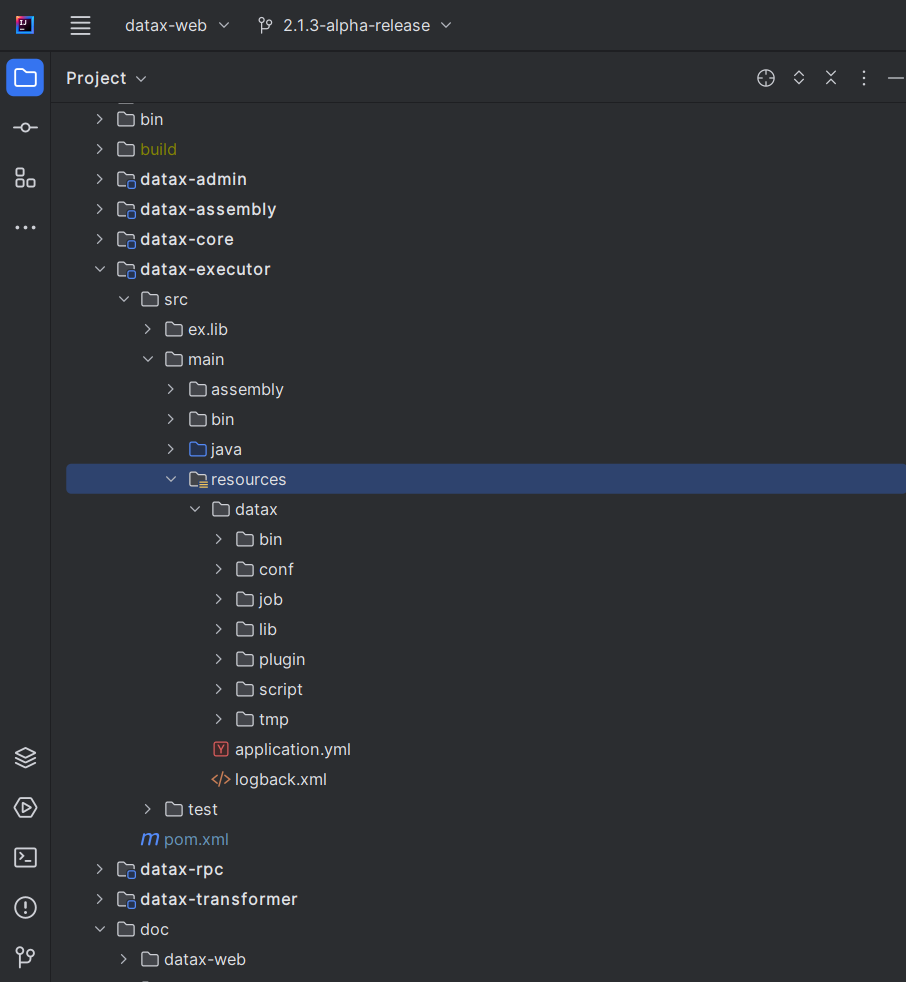 datax-web 2.1.3-alpha-release
Project
bin
build
datax-admin
datax-assembly
datax-core
datax-executor
src
ex.lib
main
assembly
bin
java
resources
datax
bin
conf
job
lib
plugin
script
tmp
application.yml
logback.xml
test
pom.xml
datax-rpc
datax-transformer
doc
datax-web